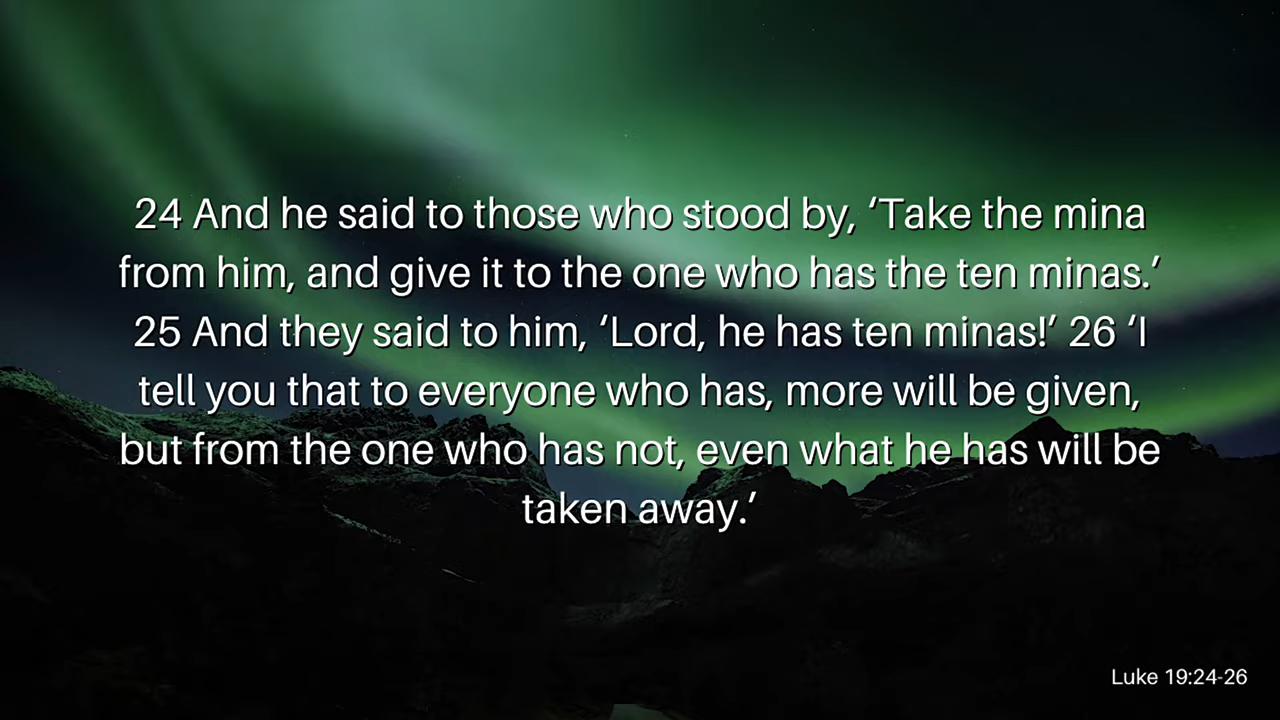 24 And he said to those who stood by, ‘Take the mina
from him, and give it to the one who has the ten minas.’
25 And they said to him, ‘Lord, he has ten minas!’ 26 ‘I
tell you that to everyone who has, more will be given,
but from the one who has not, even what he has will be
taken away.’
Luke 19:24-26